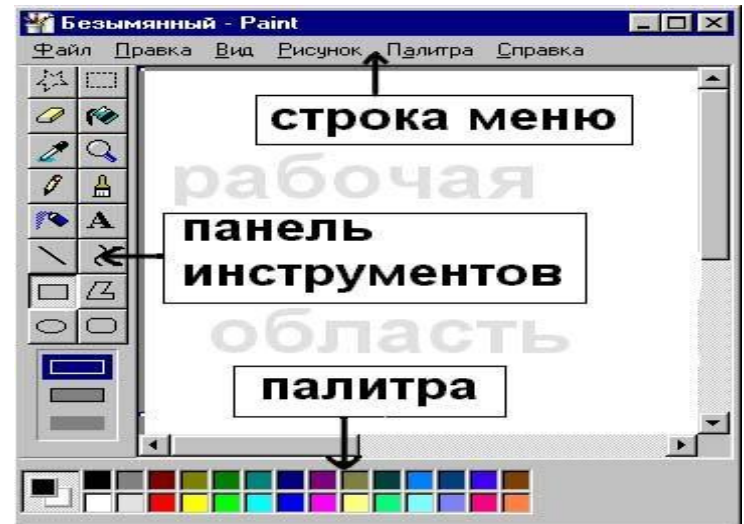 Безымянный - Paint
Файл Правка Вид Рисунок Палитра Справка
строка меню
рабочая
A
панель
инструментов
область
палитра